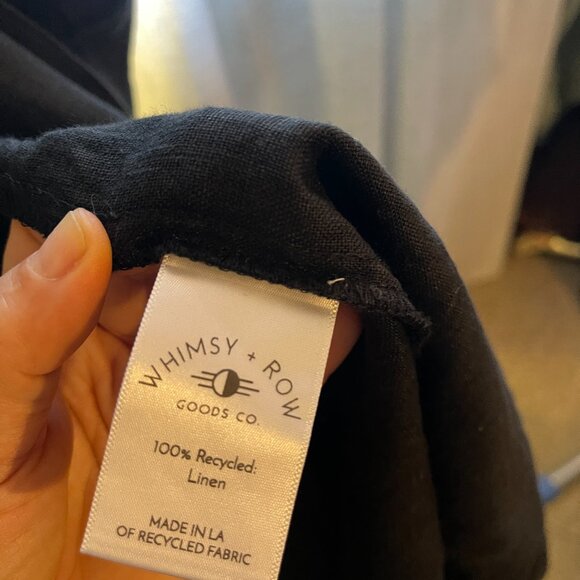 WHIMSY + ROW
GOODS CO.
100% Recycled:
Linen
MADE IN LA
OF RECYCLED FABRIC